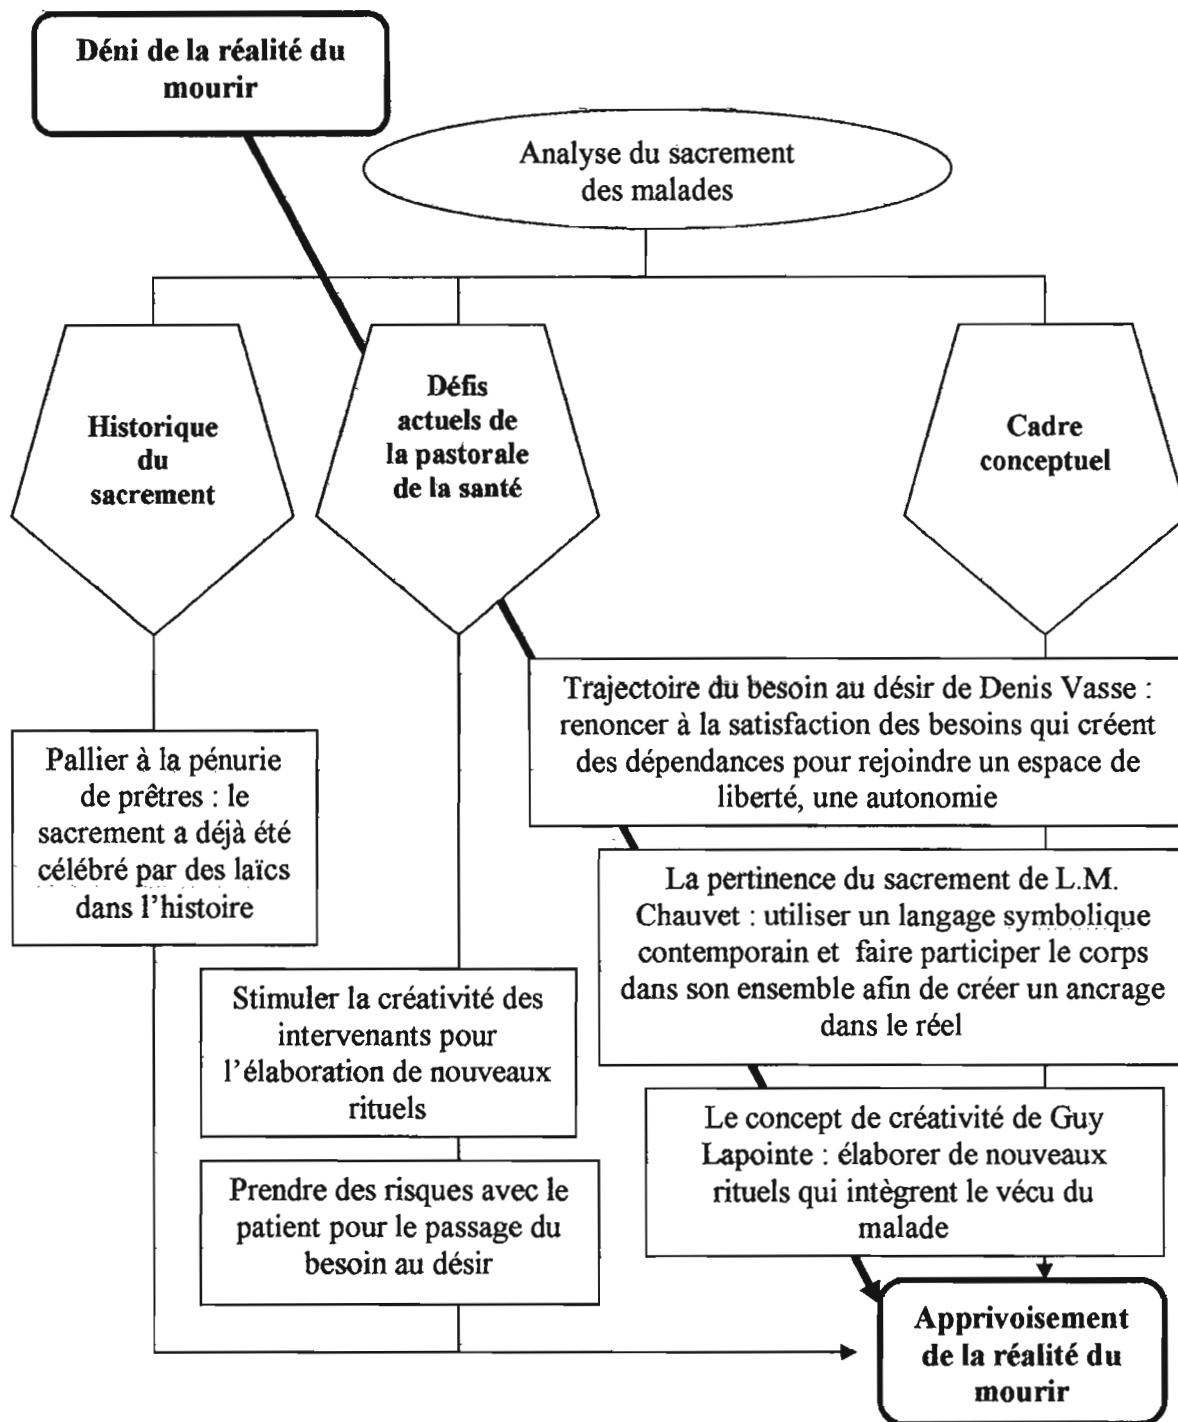 Déni de la réalité du
mourir
Analyse du sacrement
des malades
Historique
du
sacrement
Défis
actuels de
la pastorale
de la santé
Cadre
conceptuel
Pallier à la pénurie
de prêtres : le
sacrement a déjà été
célébré par des laïcs
dans l'histoire
Stimuler la créativité des
intervenants pour
l'élaboration de nouveaux
rituels
Prendre des risques avec le
patient pour le passage du
besoin au désir
Trajectoire du besoin au désir de Denis Vasse :
renoncer à la satisfaction des besoins qui créent
des dépendances pour rejoindre un espace de
liberté, une autonomie
La pertinence du sacrement de L.M.
Chauvet : utiliser un langage symbolique
contemporain et faire participer le corps
dans son ensemble afin de créer un ancrage
dans le réel
Le concept de créativité de Guy
Lapointe : élaborer de nouveaux
rituels qui intègrent le vécu du
malade
Apprivoisement
de la réalité du
mourir